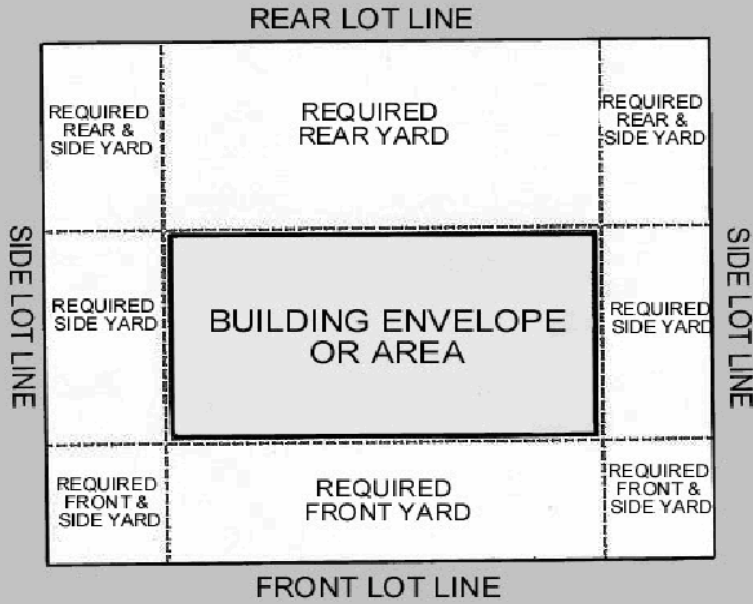 REAR LOT LINE
REQUIRED
REAR &
SIDE YARD
REQUIRED
REAR YARD
REQUIRED
REAR &
SIDE YARD
SIDE LOT LINE
REQUIRED
SIDE YARD
BUILDING ENVELOPE
OR AREA
REQUIRED
SIDE YARD
SIDE LOT LINE
REQUIRED
FRONT &
SIDE YARD
REQUIRED
FRONT YARD
REQUIRED
FRONT &
SIDE YARD
FRONT LOT LINE